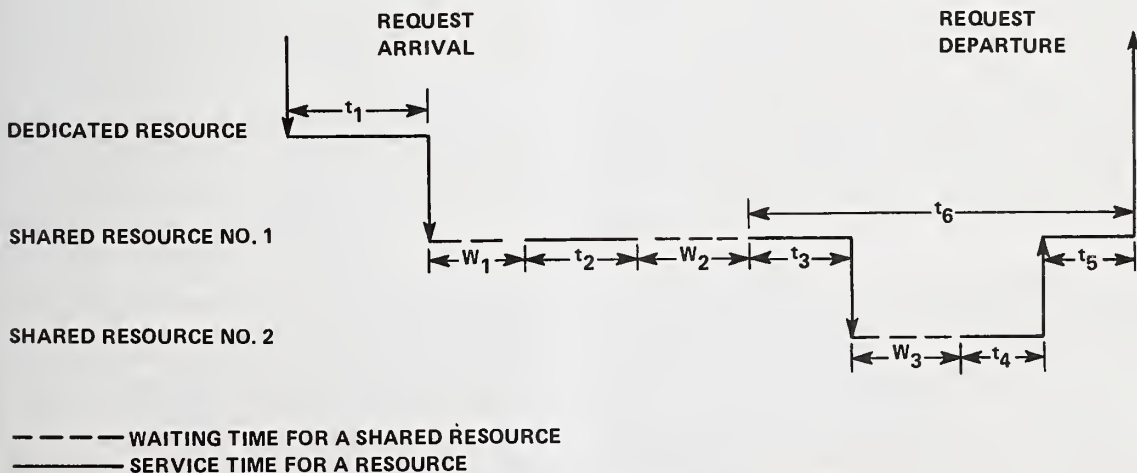 REQUEST
ARRIVAL
REQUEST
DEPARTURE
t1
DEDICATED RESOURCE
t6
SHARED RESOURCE NO. 1
W1
t2
W2
t3
t5
SHARED RESOURCE NO. 2
W3
t4
WAITING TIME FOR A SHARED RESOURCE
SERVICE TIME FOR A RESOURCE